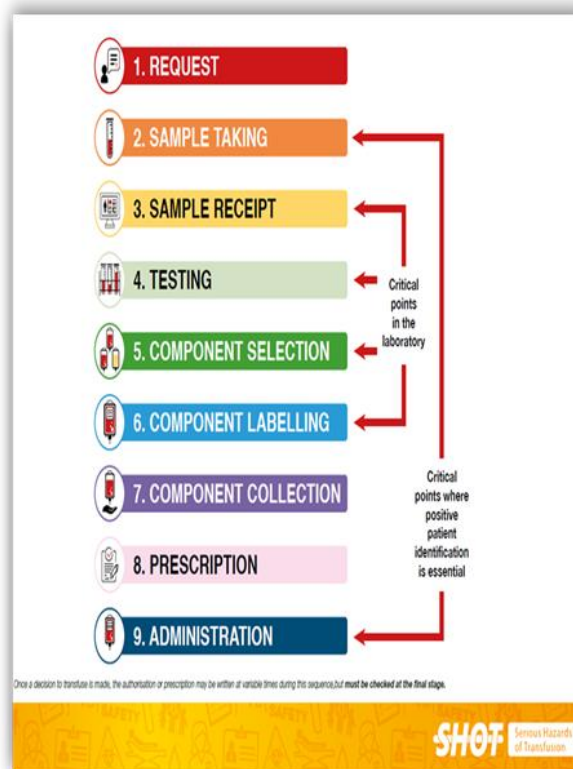 1. REQUEST
2. SAMPLE TAKING
3. SAMPLE RECEIPT
4. TESTING
Critical
points
in the
laboratory
5. COMPONENT SELECTION
6. COMPONENT LABELLING
7. COMPONENT COLLECTION
Critical
points where
positive
patient
identification
is essential
8. PRESCRIPTION
9. ADMINISTRATION
Once a decision to transfuse is made, the authorisation or prescription may be written at variable times during this sequence,but must be checked at the final stage.
SAFETY
SHOT
Serious Hazards
of Transfusion